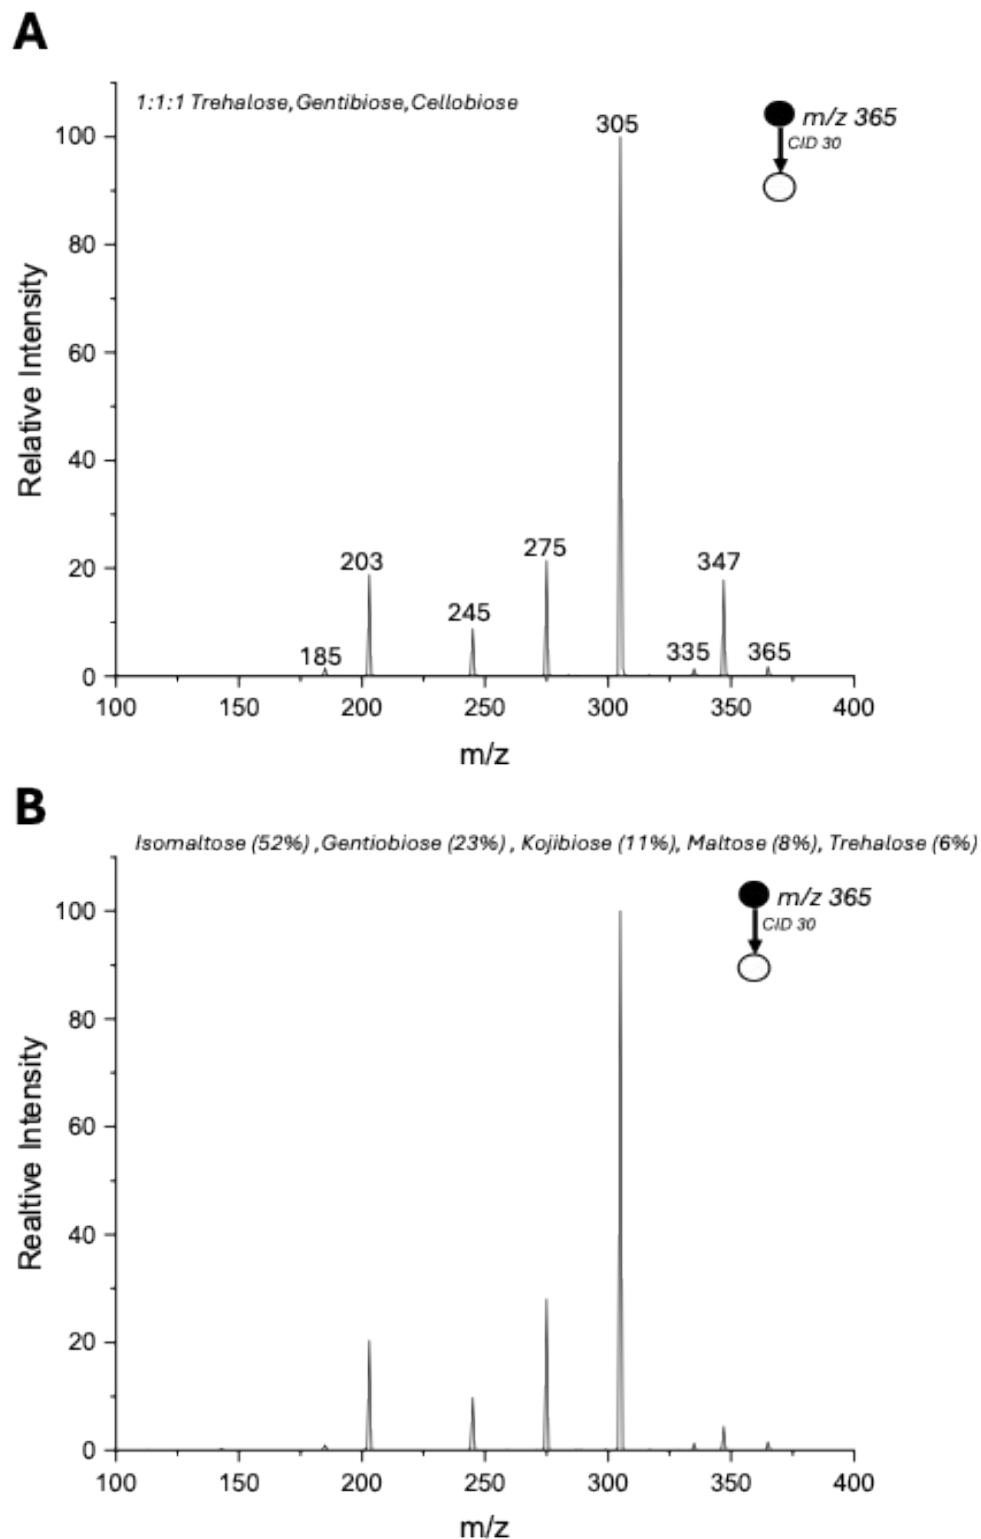 A
1:1:1 Trehalose, Gentibiose, Cellobiose
m/z 365
CID 30
305
100
80
60
40
20
0
Relative Intensity
185
203
245
275
335
347
365
100 150 200 250 300 350 400
m/z
B
Isomaltose (52%) ,Gentiobiose (23%) , Kojibiose (11%), Maltose (8%), Trehalose (6%)
m/z 365
CID 30
100
80
60
40
20
0
Realtive Intensity
100 150 200 250 300 350 400
m/z